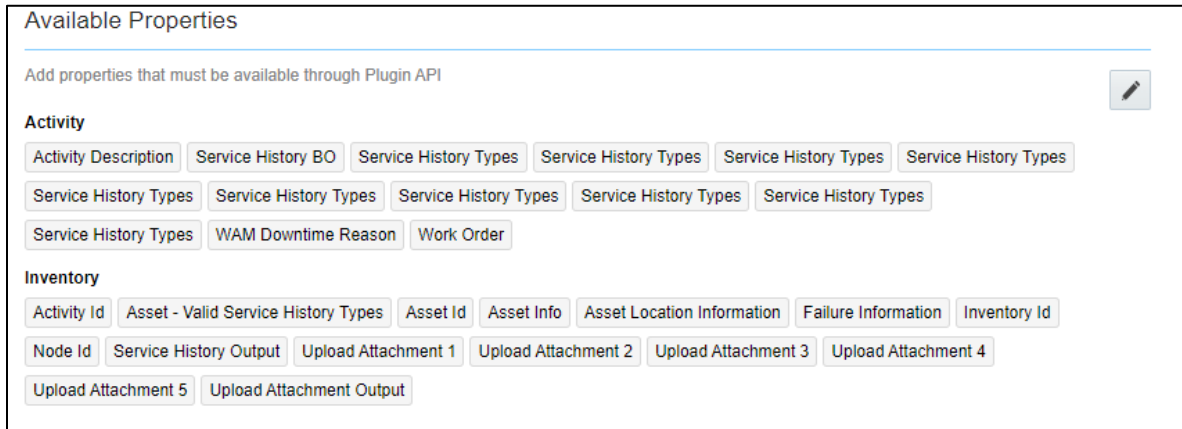 Available Properties
Add properties that must be available through Plugin API
Activity
Activity Description Service History BO Service History Types Service History Types Service History Types Service History Types
Service History Types Service History Types Service History Types Service History Types Service History Types
Service History Types WAM Downtime Reason Work Order
Inventory
Activity Id Asset - Valid Service History Types Asset Id Asset Info Asset Location Information Failure Information Inventory Id
Node Id Service History Output Upload Attachment 1 Upload Attachment 2 Upload Attachment 3 Upload Attachment 4
Upload Attachment 5 Upload Attachment Output